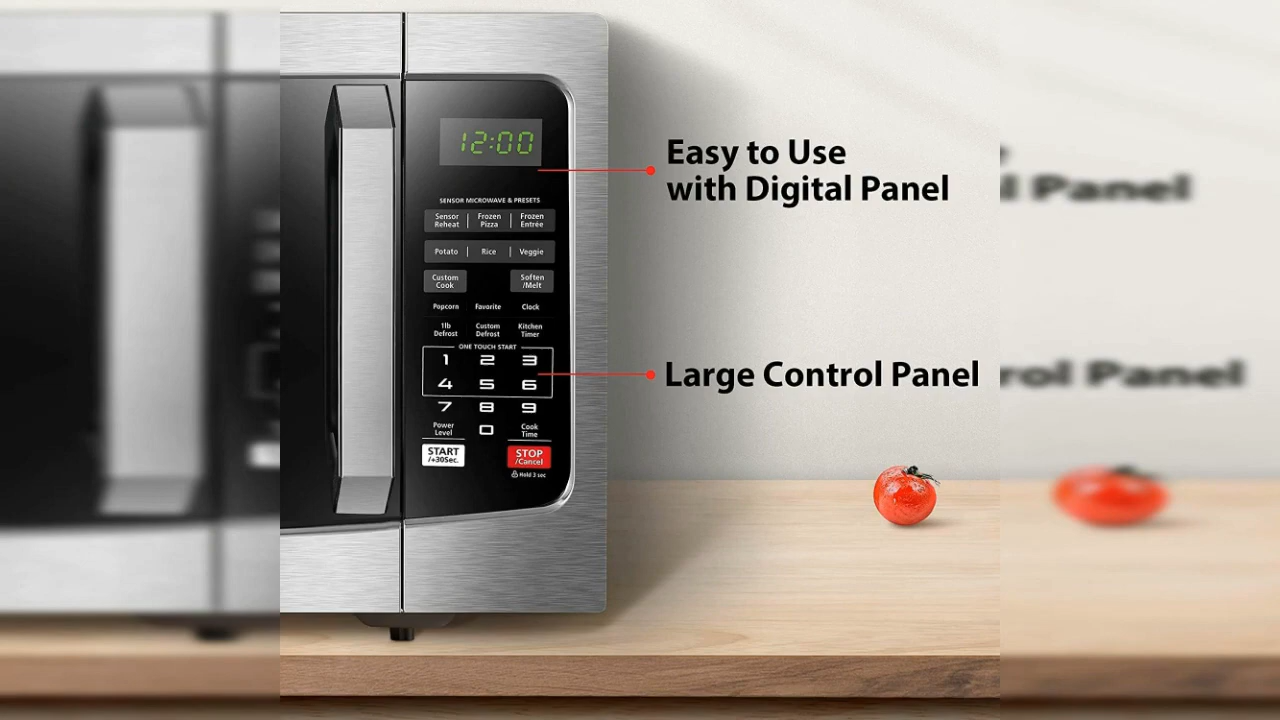 12:00
Easy to Use
with Digital Panel
SENSOR MICROWAVE & PRESETS
Sensor Reheat | Frozen Pizza | Frozen Entrée
Potato | Rice | Veggie
Custom Cook
Soften /Melt
Popcorn Favorite Clock
1lb Defrost
Custom Defrost
Kitchen Timer
ONE TOUCH START
1 2 3
Large Control Panel
4 5 6
7 8 9
Power Level
0
Cook Time
START /+30Sec.
STOP /Cancel
Hold 3 sec
l Panel
rol Panel